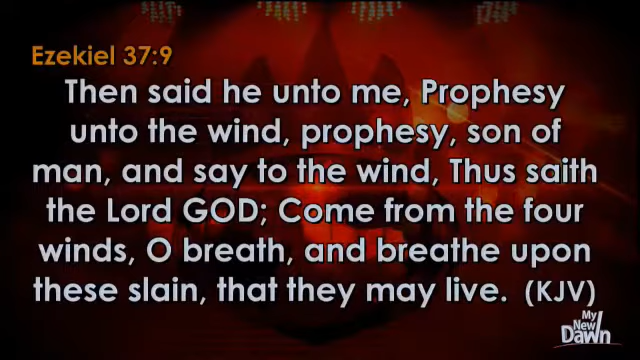 Ezekiel 37:9
Then said he unto me, Prophesy
unto the wind, prophesy, son of
man, and say to the wind, Thus saith
the Lord GOD; Come from the four
winds, O breath, and breathe upon
these slain, that they may live. (KJV)
My
New
Dawn